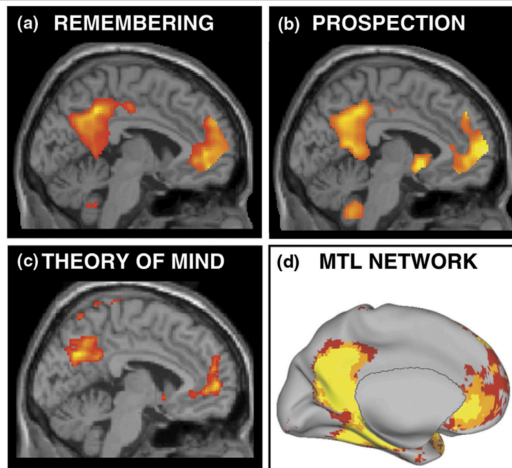 (a) REMEMBERING
(b) PROSPECTION
(c) THEORY OF MIND
(d) MTL NETWORK